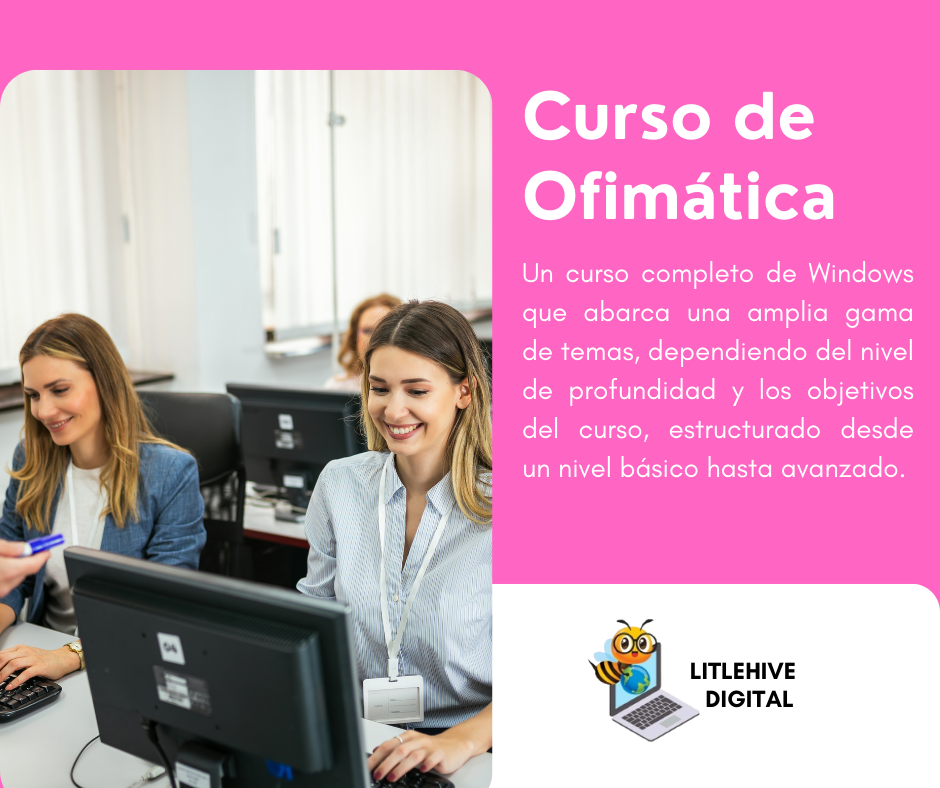 Curso de
Ofimática
Un curso completo de Windows
que abarca una amplia gama
de temas, dependiendo del nivel
de profundidad y los objetivos
del curso, estructurado desde
un nivel básico hasta avanzado.
LITLEHIVE
DIGITAL